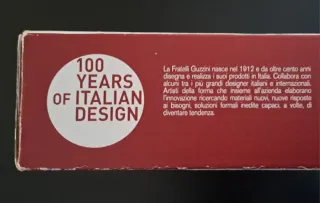 100
YEARS
OF ITALIAN
DESIGN
La Fratelli Guzzini nasce nel 1912 e da oltre cento anni
disegna e realizza i suoi prodotti in Italia. Collabora con
alcuni tra i più grandi designer italiani e internazionali.
Artisti della forma che insieme all'azienda elaborano
l'innovazione ricercando materiali nuovi, nuove risposte
ai bisogni, soluzioni formali inedite capaci, a volte, di
diventare tendenza.